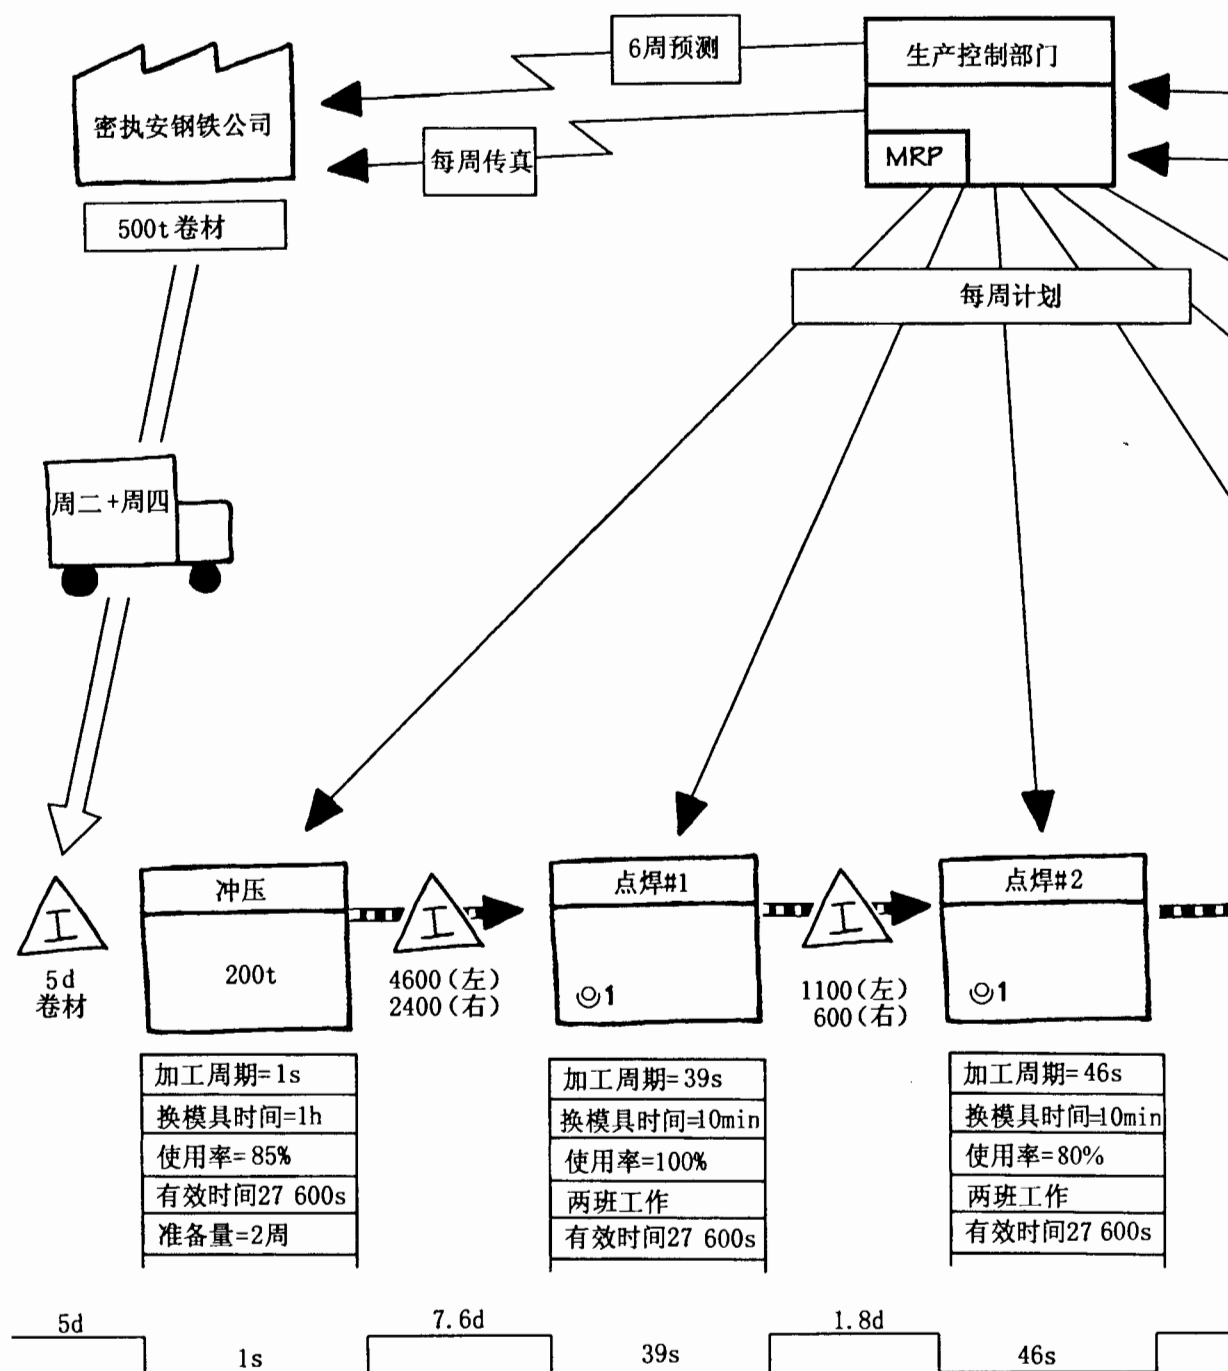 6周预测
生产控制部门
密执安钢铁公司
每周传真
MRP
500t卷材
每周计划
周二+周四
冲压
点焊#1
点焊#2
200t
工
5d
卷材
工
4600(左)
2400(右)
1
工
1100(左)
600(右)
1
加工周期=1s
换模具时间=1h
使用率=85%
有效时间27 600s
准备量=2周
加工周期=39s
换模具时间=10min
使用率=100%
两班工作
有效时间27 600s
加工周期=46s
换模具时间=10min
使用率=80%
两班工作
有效时间27 600s
5d
7.6d
1.8d
1s
39s
46s